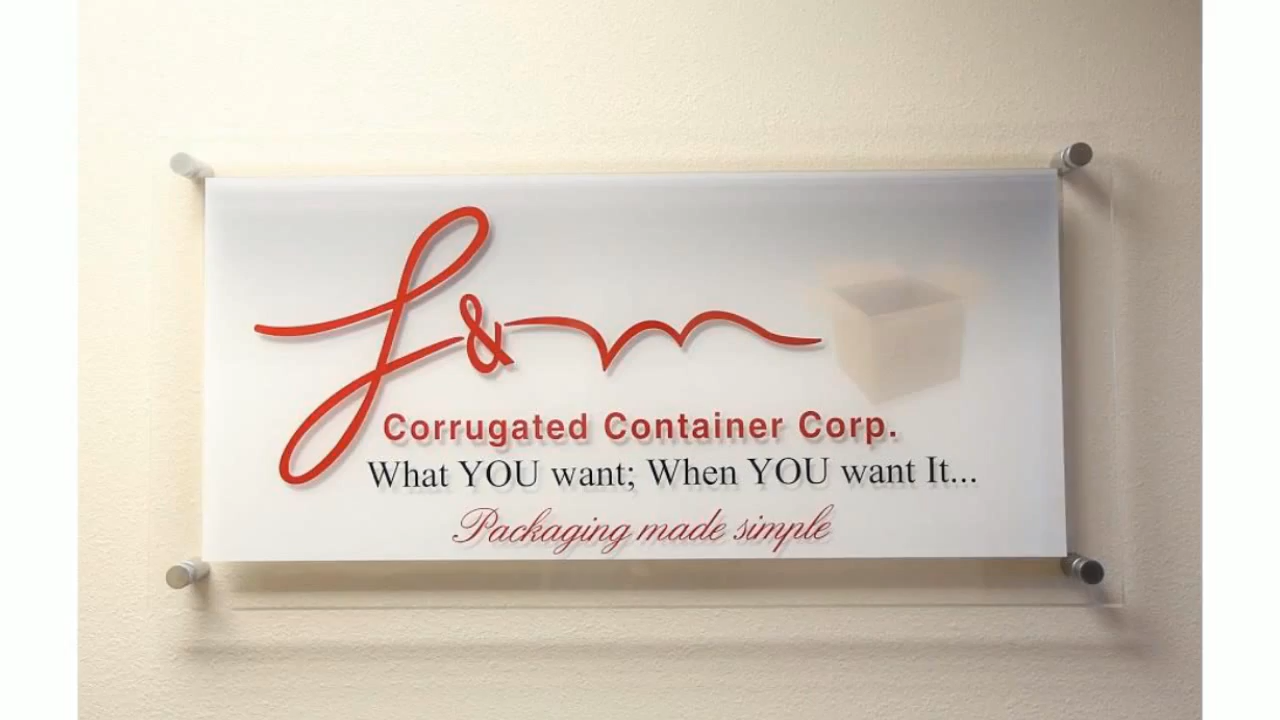 & m
Corrugated Container Corp.
What YOU want; When YOU want It...
Packaging made simple